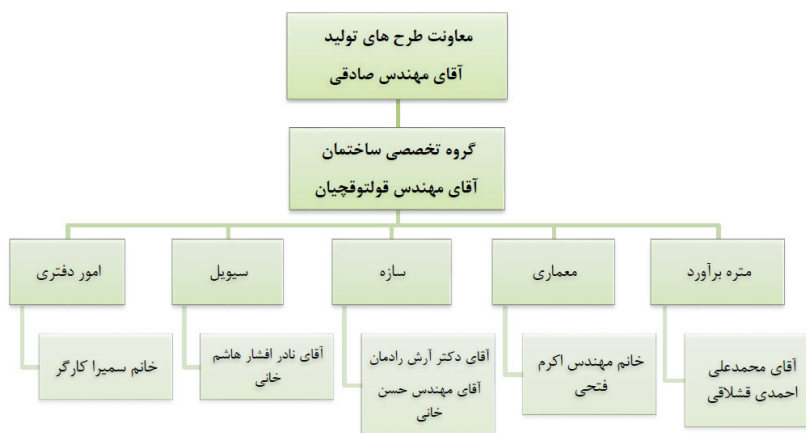 معاونت طرح های تولید
آقای مهندس صادقی
گروه تخصصی ساختمان
آقای مهندس قولتوقچیان
متره برآورد
معماری
سازه
سیویل
امور دفتری
آقای محمدعلی
احمدی قشلاقی
خانم مهندس اکرم
فتحی
آقای دکتر آرش رادمان
آقای مهندس حسن
خانی
آقای نادر افشار هاشم
خانی
خانم سمیرا کارگر